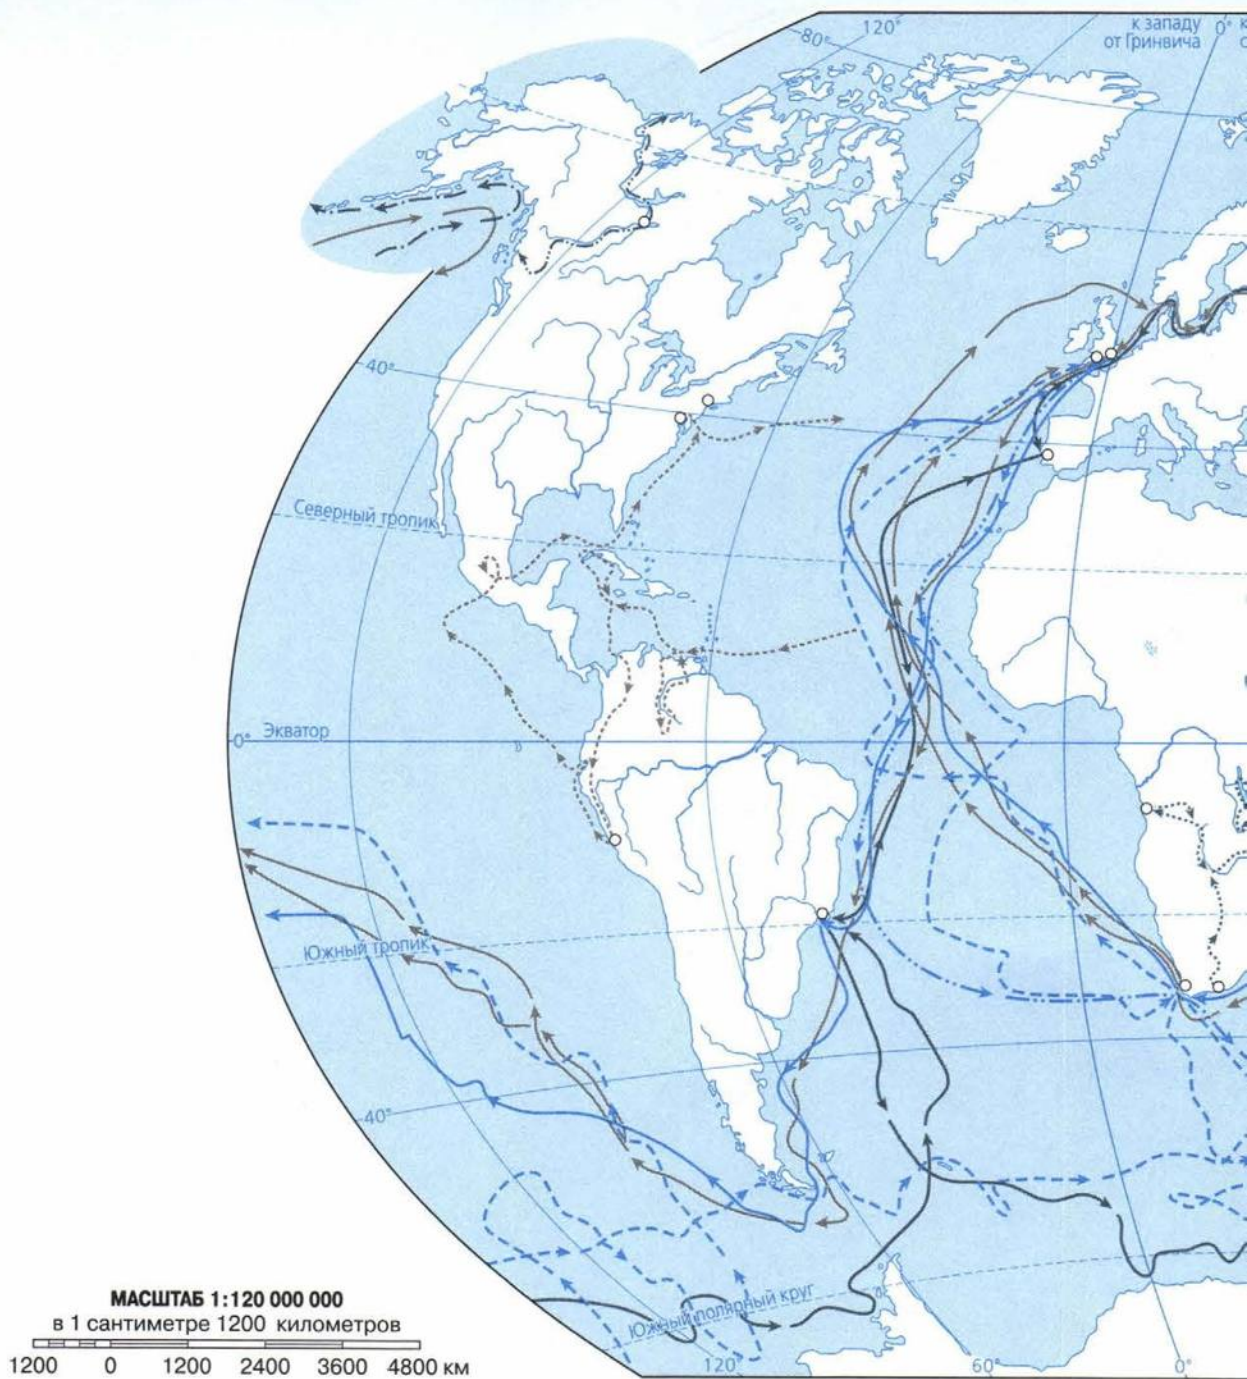 120°
к западу 0° к
от Гринвича с
80°
40°
Северный тропик
0° Экватор
Южный тропик
40°
МАСШТАБ 1:120 000 000
в 1 сантиметре 1200 километров
1200 0 1200 2400 3600 4800 км
Южный полярный круг
120° 60° 0°